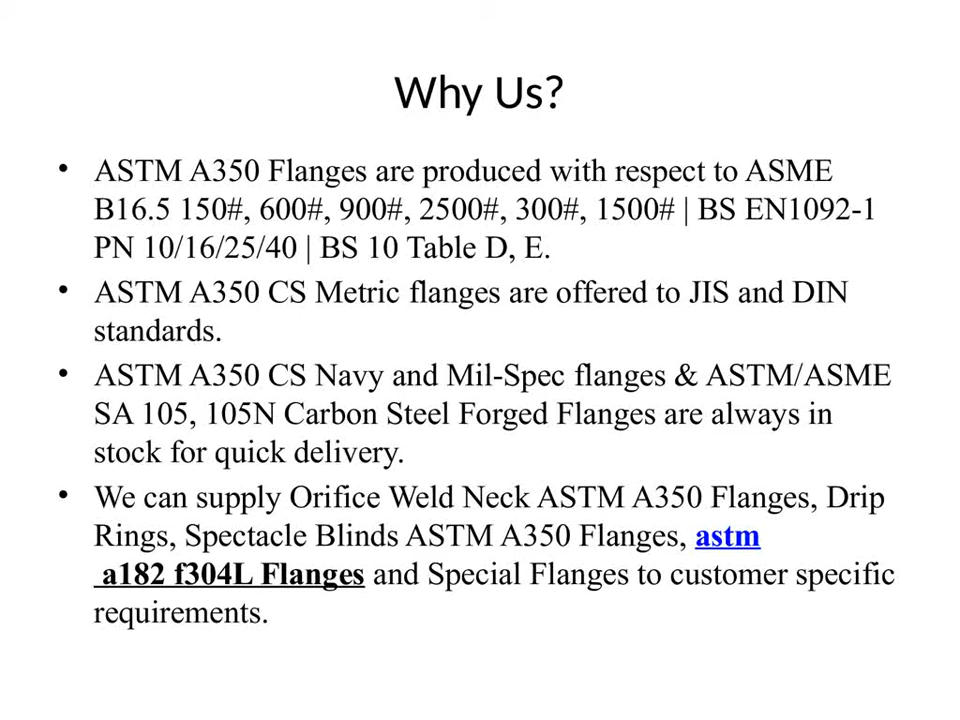 Why Us?
• ASTM A350 Flanges are produced with respect to ASME
B16.5 150#, 600#, 900#, 2500#, 300#, 1500# | BS EN1092-1
PN 10/16/25/40 | BS 10 Table D, E.
• ASTM A350 CS Metric flanges are offered to JIS and DIN
standards.
• ASTM A350 CS Navy and Mil-Spec flanges & ASTM/ASME
SA 105, 105N Carbon Steel Forged Flanges are always in
stock for quick delivery.
• We can supply Orifice Weld Neck ASTM A350 Flanges, Drip
Rings, Spectacle Blinds ASTM A350 Flanges, astm
a182 f304L Flanges and Special Flanges to customer specific
requirements.